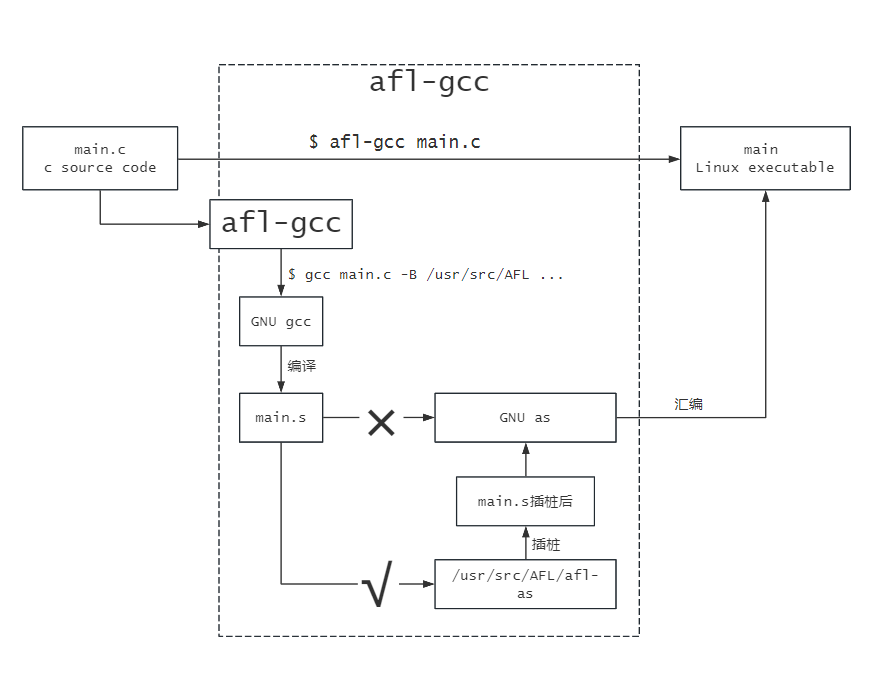 afl-gcc
$ afl-gcc main.c
main.c
c source code
main
Linux executable
afl-gcc
$ gcc main.c -B /usr/src/AFL ...
GNU gcc
编译
main.s
×
GNU as
汇编
main.s插桩后
插桩
√
/usr/src/AFL/afl-
as